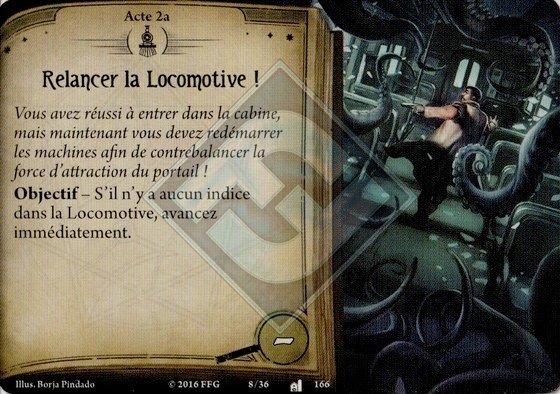 Acte 2a
Relancer la Locomotive !
Vous avez réussi à entrer dans la cabine,
mais maintenant vous devez redémarrer
les machines afin de contrebalancer la
force d'attraction du portail !
Objectif – S'il n'y a aucun indice
dans la Locomotive, avancez
immédiatement.
–
Illus. Borja Pindado © 2016 FFG 8/36 166